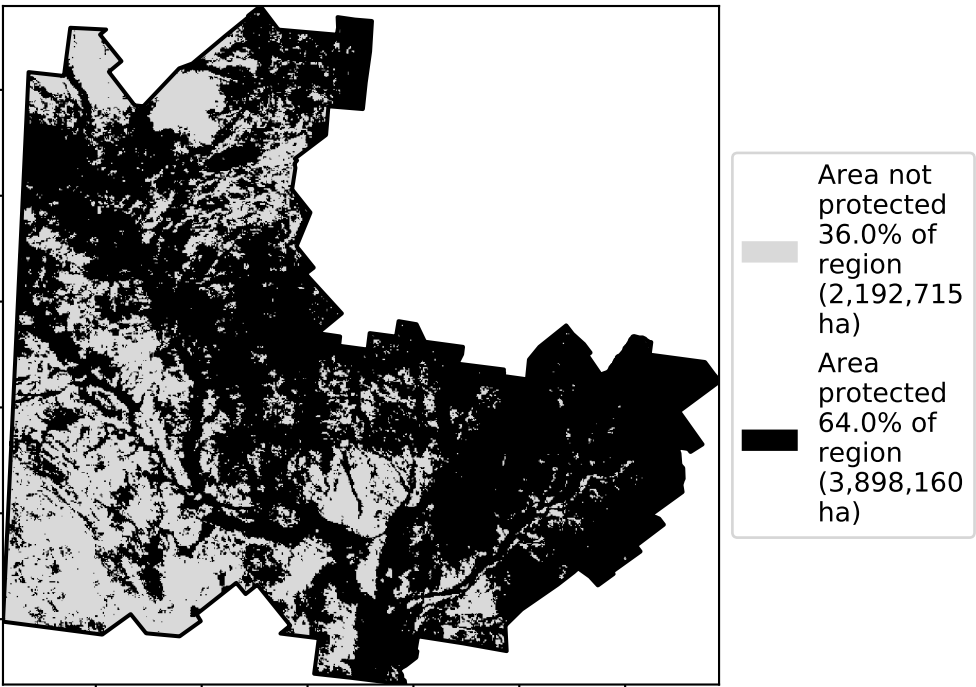 Area not
protected
36.0% of
region
(2,192,715
ha)
Area
protected
64.0% of
region
(3,898,160
ha)